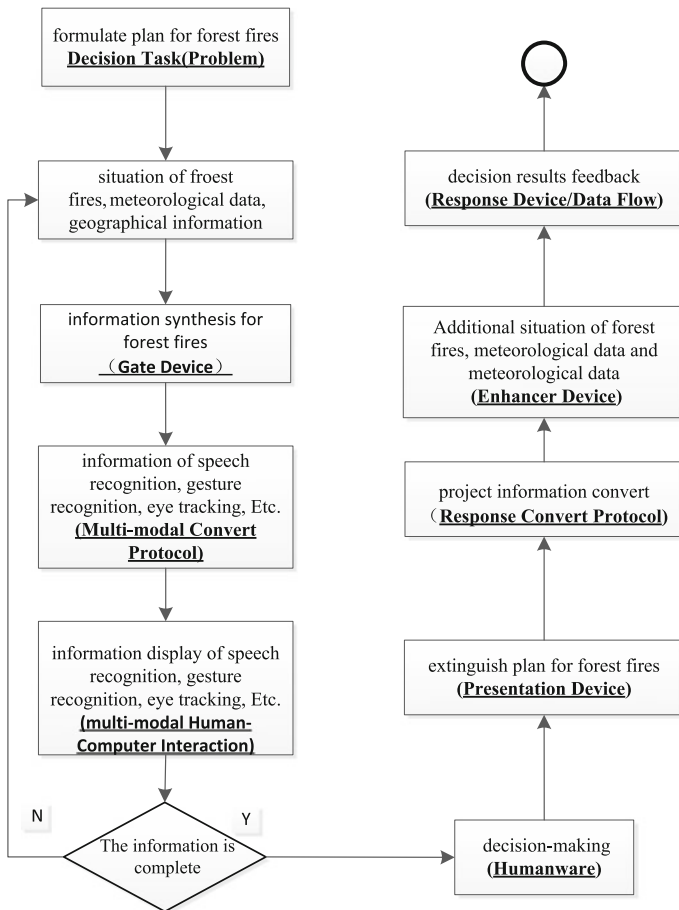 formulate plan for forest fires
Decision Task(Problem)
situation of froest
fires, meteorological data,
geographical information
information synthesis for
forest fires
（Gate Device）
information of speech
recognition, gesture
recognition, eye tracking, Etc.
(Multi-modal Convert
Protocol)
information display of speech
recognition, gesture
recognition, eye tracking, Etc.
(multi-modal Human-
Computer Interaction)
N
Y
The information is
complete
decision-making
(Humanware)
extinguish plan for forest fires
(Presentation Device)
project information convert
（Response Convert Protocol)
Additional situation of forest
fires, meteorological data and
meteorological data
(Enhancer Device)
decision results feedback
(Response Device/Data Flow)